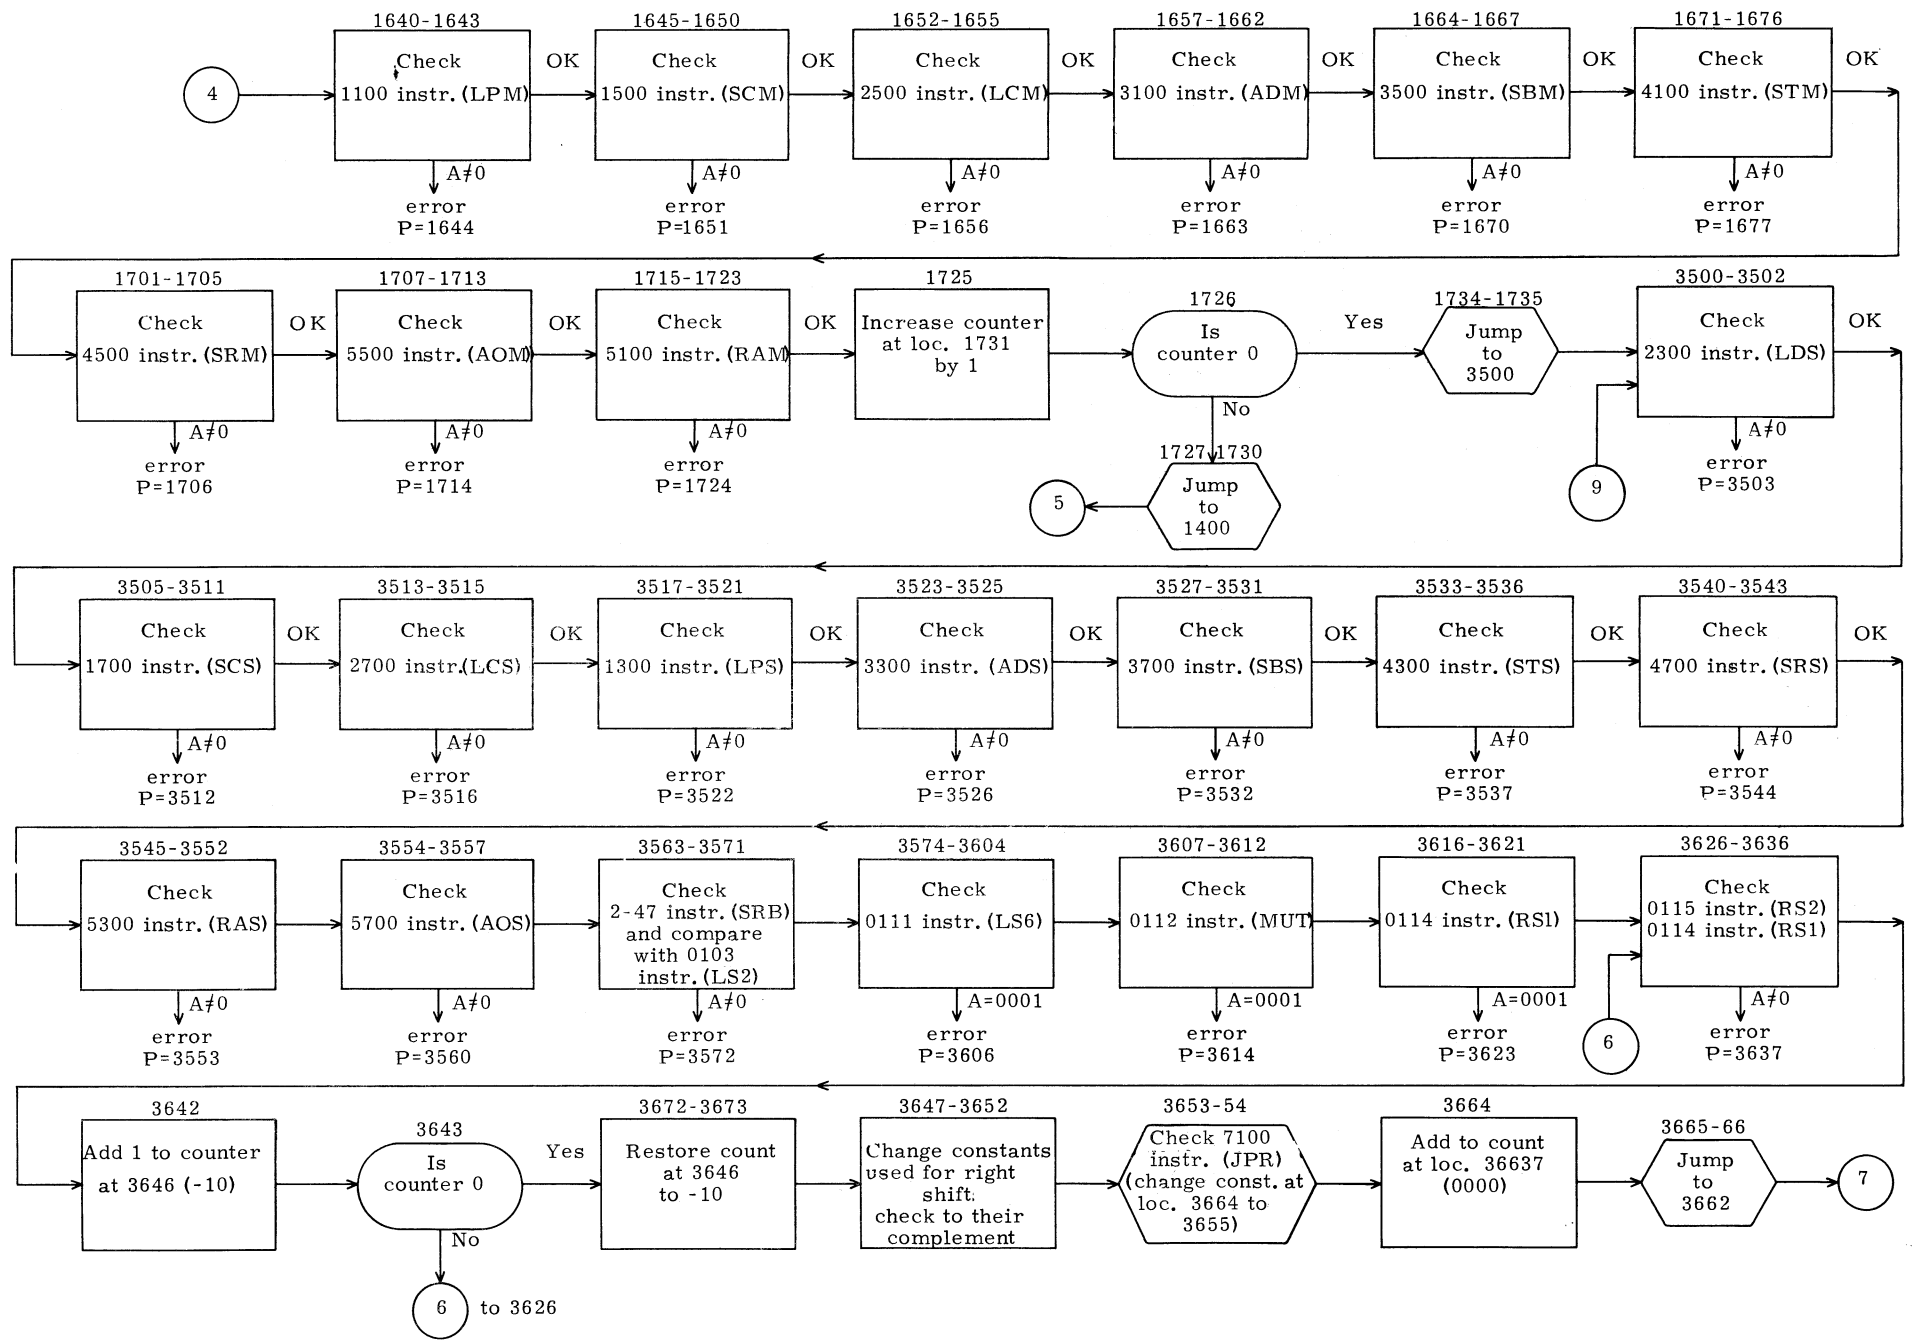 1640-1643
Check
1100 instr. (LPM)
OK
A≠0
error
P=1644
1645-1650
Check
1500 instr. (SCM)
OK
A≠0
error
P=1651
1652-1655
Check
2500 instr. (LCM)
OK
A≠0
error
P=1656
1657-1662
Check
3100 instr. (ADM)
OK
A≠0
error
P=1663
1664-1667
Check
3500 instr. (SBM)
OK
A≠0
error
P=1670
1671-1676
Check
4100 instr. (STM)
OK
A≠0
error
P=1677
4
1701-1705
Check
4500 instr. (SRM)
OK
A≠0
error
P=1706
1707-1713
Check
5500 instr. (AOM)
OK
A≠0
error
P=1714
1715-1723
Check
5100 instr. (RAM)
OK
A≠0
error
P=1724
1725
Increase counter
at loc. 1731
by 1
1726
Is
counter 0
Yes
No
1727 1730
Jump
to
1400
5
1734-1735
Jump
to
3500
3500-3502
Check
2300 instr. (LDS)
OK
A≠0
error
P=3503
9
3505-3511
Check
1700 instr. (SCS)
OK
A≠0
error
P=3512
3513-3515
Check
2700 instr. (LCS)
OK
A≠0
error
P=3516
3517-3521
Check
1300 instr. (LPS)
OK
A≠0
error
P=3522
3523-3525
Check
3300 instr. (ADS)
OK
A≠0
error
P=3526
3527-3531
Check
3700 instr. (SBS)
OK
A≠0
error
P=3532
3533-3536
Check
4300 instr. (STS)
OK
A≠0
error
P=3537
3540-3543
Check
4700 instr. (SRS)
OK
A≠0
error
P=3544
3545-3552
Check
5300 instr. (RAS)
A≠0
error
P=3553
3554-3557
Check
5700 instr. (AOS)
A≠0
error
P=3560
3563-3571
Check
2-47 instr. (SRB)
and compare
with 0103
instr. (LS2)
A≠0
error
P=3572
3574-3604
Check
0111 instr. (LS6)
A=0001
error
P=3606
3607-3612
Check
0112 instr. (MUT)
A=0001
error
P=3614
3616-3621
Check
0114 instr. (RS1)
A=0001
error
P=3623
3626-3636
Check
0115 instr. (RS2)
0114 instr. (RS1)
A≠0
error
P=3637
6
3642
Add 1 to counter
at 3646 (-10)
3643
Is
counter 0
Yes
No
6 to 3626
3672-3673
Restore count
at 3646
to -10
3647-3652
Change constants
used for right
shift.
check to their
complement
3653-54
Check 7100
instr. (JPR)
(change const. at
loc. 3664 to
3655)
3664
Add to count
at loc. 36637
(0000)
3665-66
Jump
to
3662
7